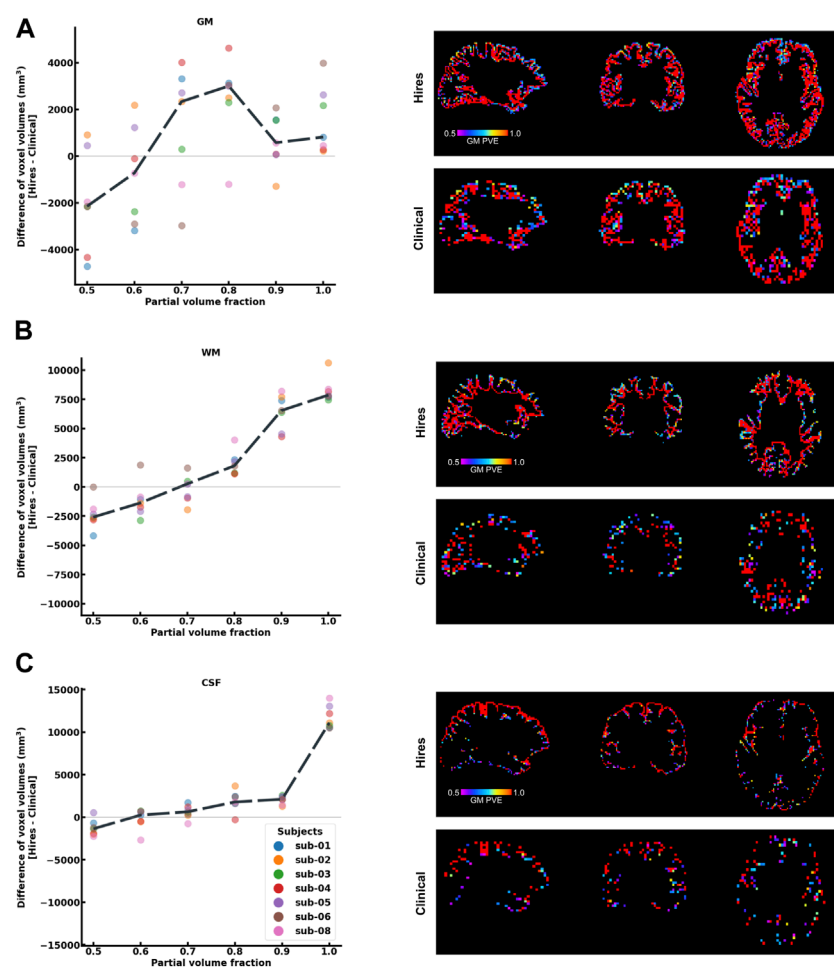 A
GM
Difference of voxel volumes (mm³)
[Hires - Clinical]
4000
2000
0
−2000
−4000
0.5 0.6 0.7 0.8 0.9 1.0
Partial volume fraction
Hires
0.5 1.0
GM PVE
Clinical
B
WM
Difference of voxel volumes (mm³)
[Hires - Clinical]
10000
7500
5000
2500
0
−2500
−5000
−7500
−10000
0.5 0.6 0.7 0.8 0.9 1.0
Partial volume fraction
Hires
0.5 1.0
GM PVE
Clinical
C
CSF
Difference of voxel volumes (mm³)
[Hires - Clinical]
15000
10000
5000
0
−5000
−10000
−15000
0.5 0.6 0.7 0.8 0.9 1.0
Partial volume fraction
Subjects
sub-01
sub-02
sub-03
sub-04
sub-05
sub-06
sub-08
Hires
0.5 1.0
GM PVE
Clinical